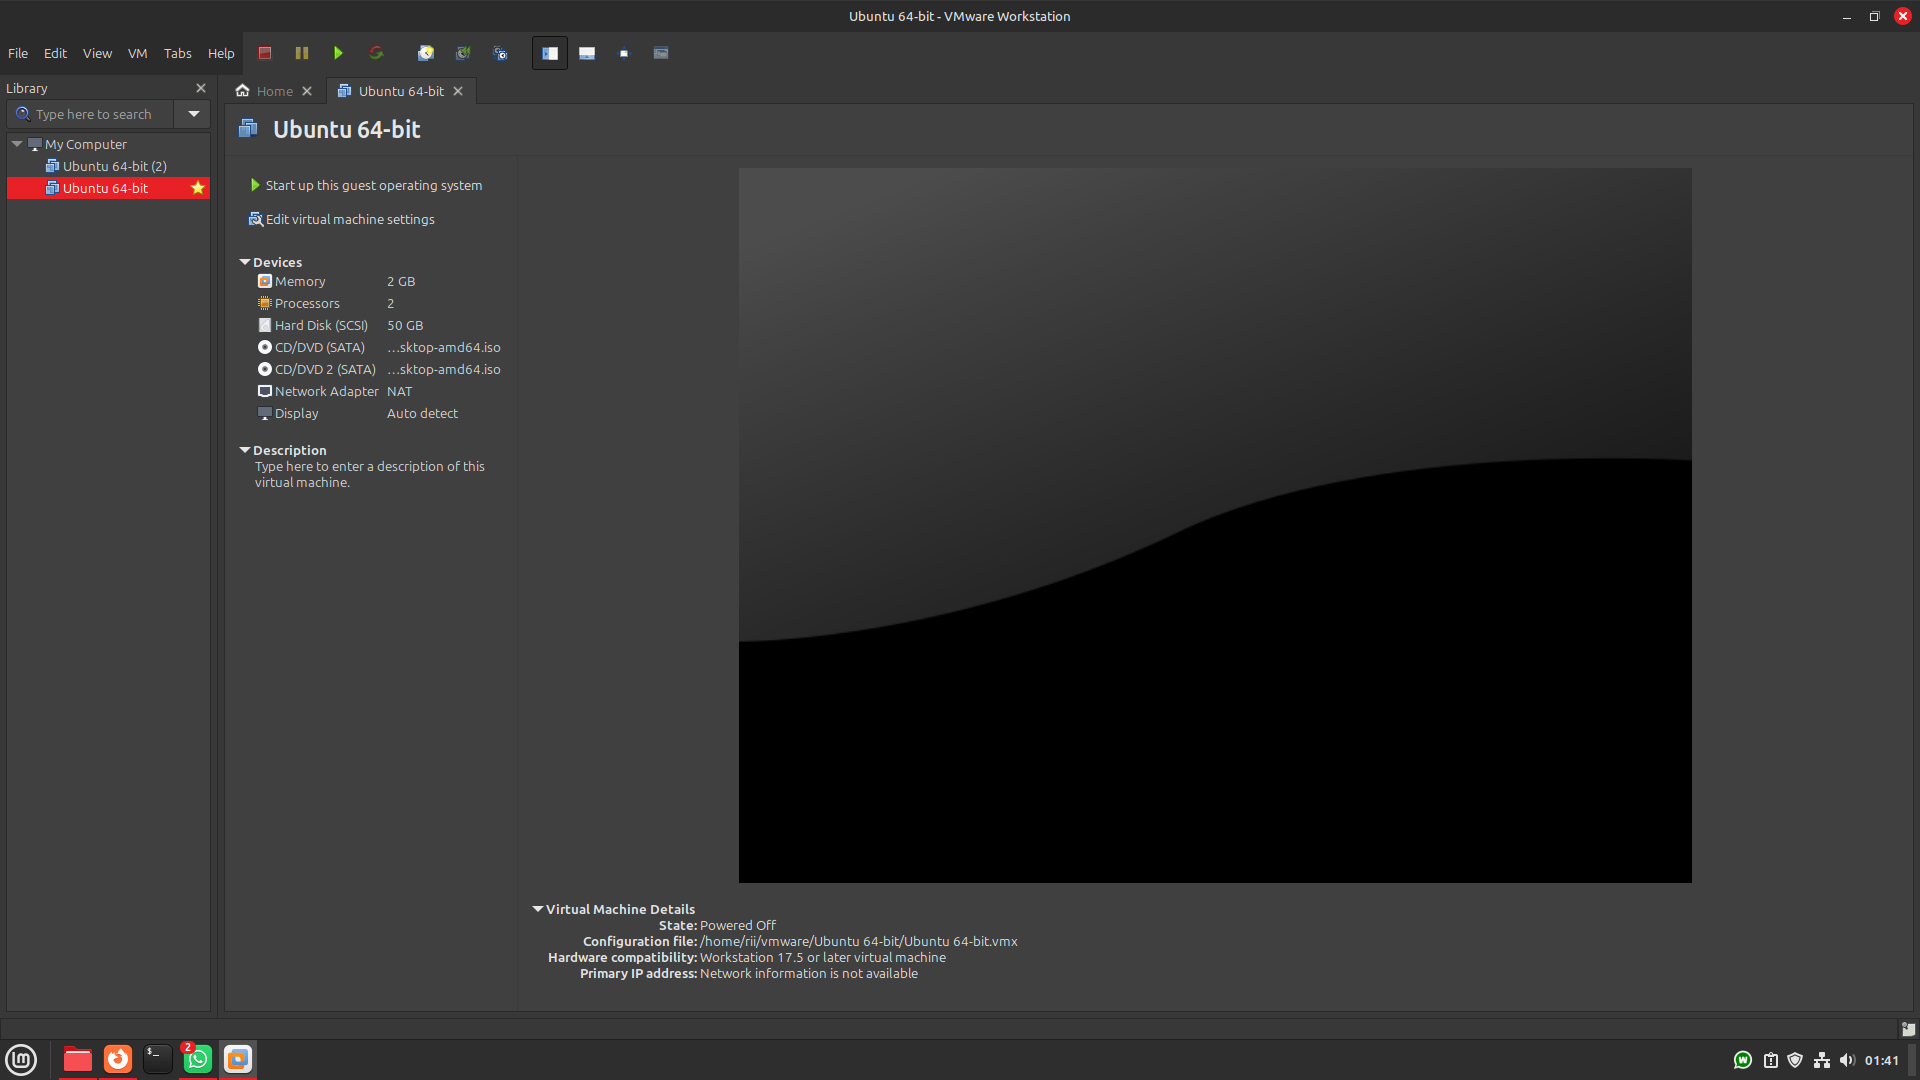 Ubuntu 64-bit - VMware Workstation
File Edit View VM Tabs Help
Library
Home
Ubuntu 64-bit
Type here to search
Ubuntu 64-bit
My Computer
Ubuntu 64-bit (2)
Ubuntu 64-bit
Start up this guest operating system
Edit virtual machine settings
Devices
Memory 2 GB
Processors 2
Hard Disk (SCSI) 50 GB
CD/DVD (SATA) ...sktop-amd64.iso
CD/DVD 2 (SATA) ...sktop-amd64.iso
Network Adapter NAT
Display Auto detect
Description
Type here to enter a description of this
virtual machine.
Virtual Machine Details
State: Powered Off
Configuration file: /home/rii/vmware/Ubuntu 64-bit/Ubuntu 64-bit.vmx
Hardware compatibility: Workstation 17.5 or later virtual machine
Primary IP address: Network information is not available
$_
2
01:41